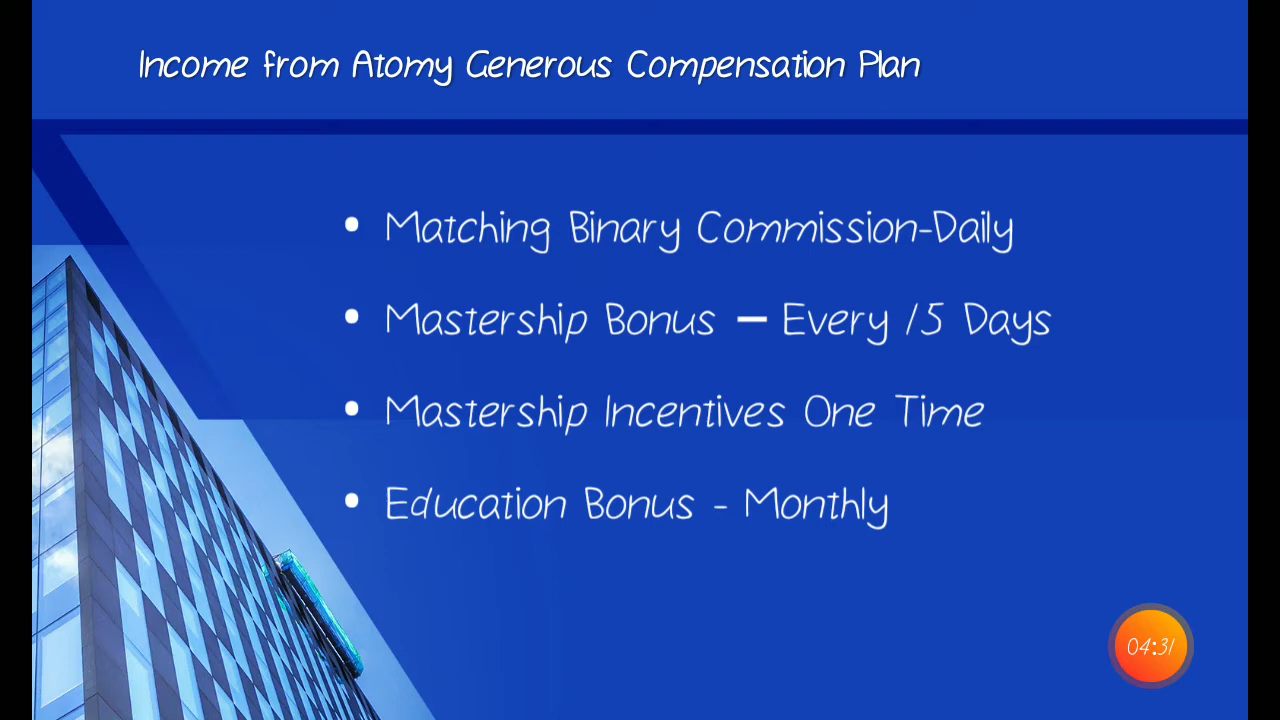 Income from Atomy Generous Compensation Plan
• Matching Binary Commission-Daily
• Mastership Bonus – Every 15 Days
• Mastership Incentives One Time
• Education Bonus - Monthly
04:31